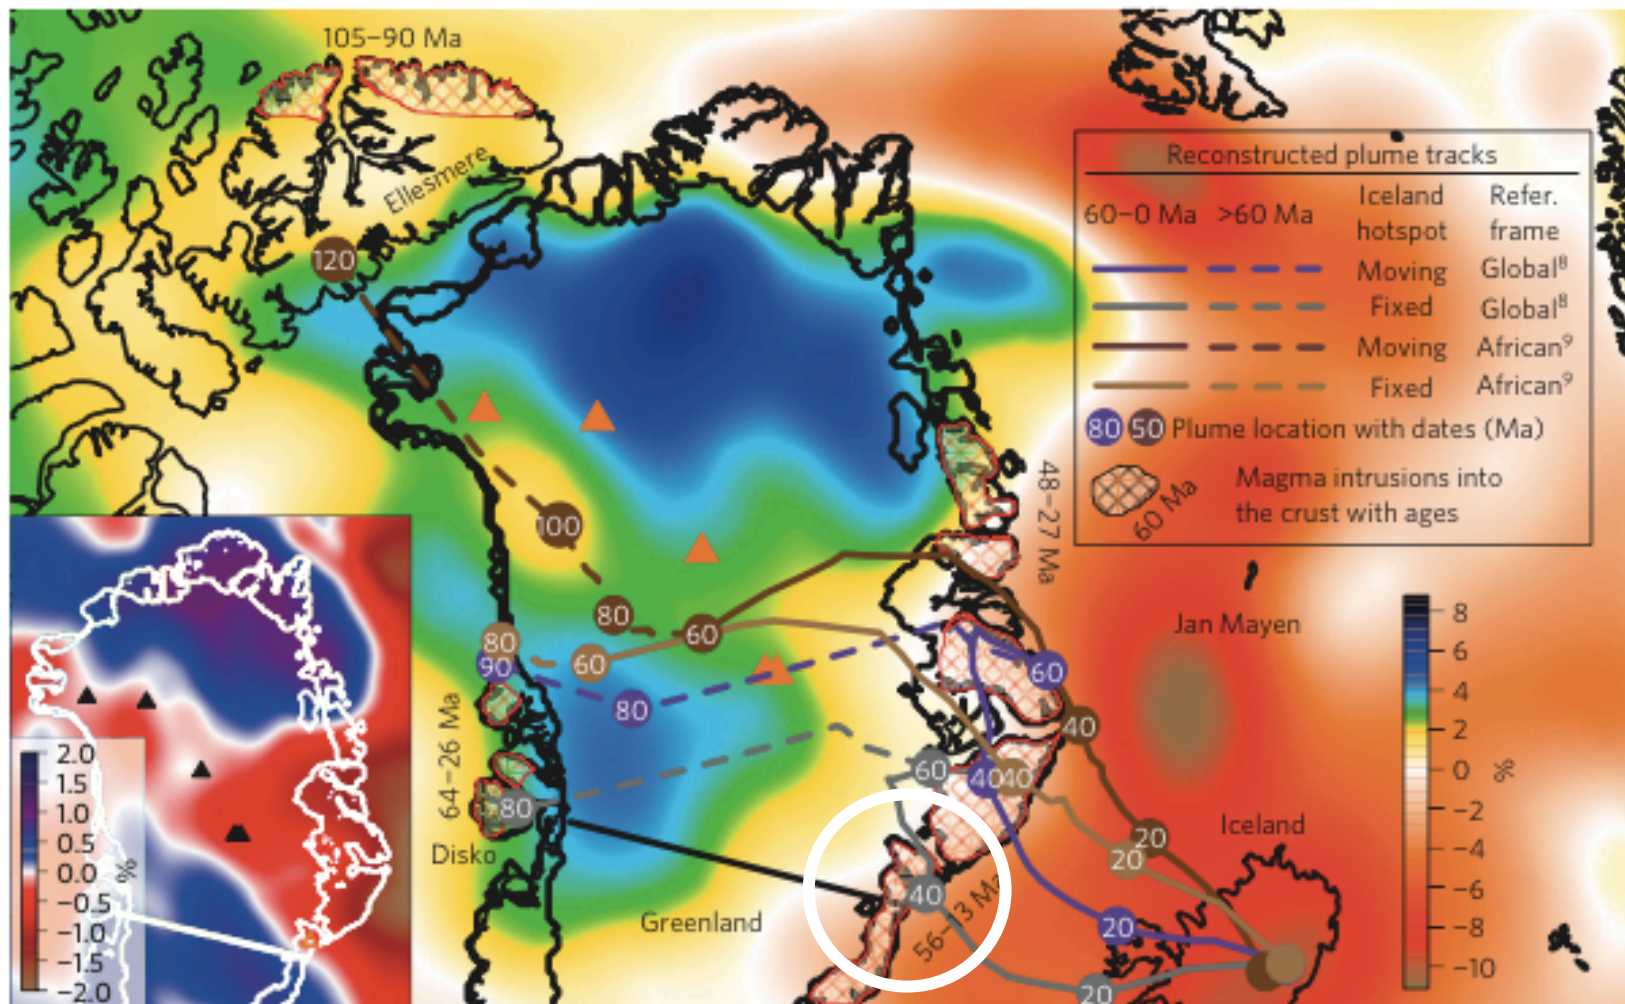 105–90 Ma
Ellesmere
120
100
80
60
80
90
60
80
64–26 Ma
80
Disko
Greenland
48–27 Ma
60
40
60
4040
40
56–13 Ma
20
20
20
20
Jan Mayen
Iceland
Reconstructed plume tracks
60–0 Ma >60 Ma Iceland hotspot Refer. frame
Moving Global⁸
Fixed Global⁸
Moving African⁹
Fixed African⁹
80 50 Plume location with dates (Ma)
60 Ma
Magma intrusions into
the crust with ages
8
6
4
2
0
−2
−4
−6
−8
−10
%
2.0
1.5
1.0
0.5
0.0
−0.5
−1.0
−1.5
−2.0
%